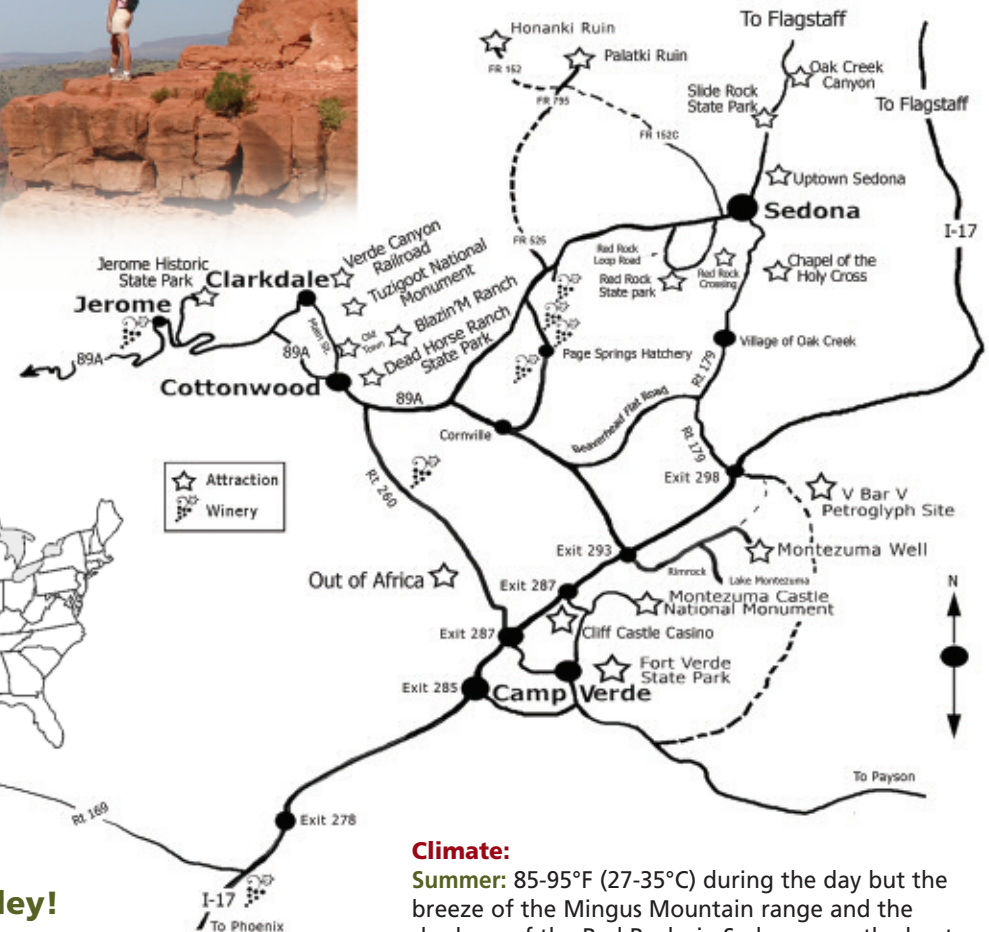 To Flagstaff
Honanki Ruin
Palatki Ruin
Oak Creek
Canyon
Slide Rock
State Park
To Flagstaff
FR 152
FR 795
FR 152C
Uptown Sedona
Sedona
I-17
FR 525
Red Rock
Loop Road
Red Rock
State park
Red Rock
Crossing
Chapel of the
Holy Cross
Verde Canyon
Railroad
Tuzigoot National
Monument
Blazin'M Ranch
Dead Horse Ranch
State Park
Jerome Historic
State Park
Clarkdale
Jerome
Main St.
Old
Town
89A
89A
Cottonwood
89A
Page Springs Hatchery
Village of Oak Creek
Rt 179
Beaverhead Flat Road
Rt 179
Cornville
Exit 298
Rt 260
Attraction
Winery
V Bar V
Petroglyph Site
Exit 293
Montezuma Well
Rimrock
Lake Montezuma
Out of Africa
Exit 287
Montezuma Castle
National Monument
N
Exit 287
Cliff Castle Casino
Fort Verde
State Park
Exit 285
Camp Verde
To Payson
Rt 169
Exit 278
I-17
To Phoenix
ley!
Climate:
Summer: 85-95°F (27-35°C) during the day but the
breeze of the Mingus Mountain range and the